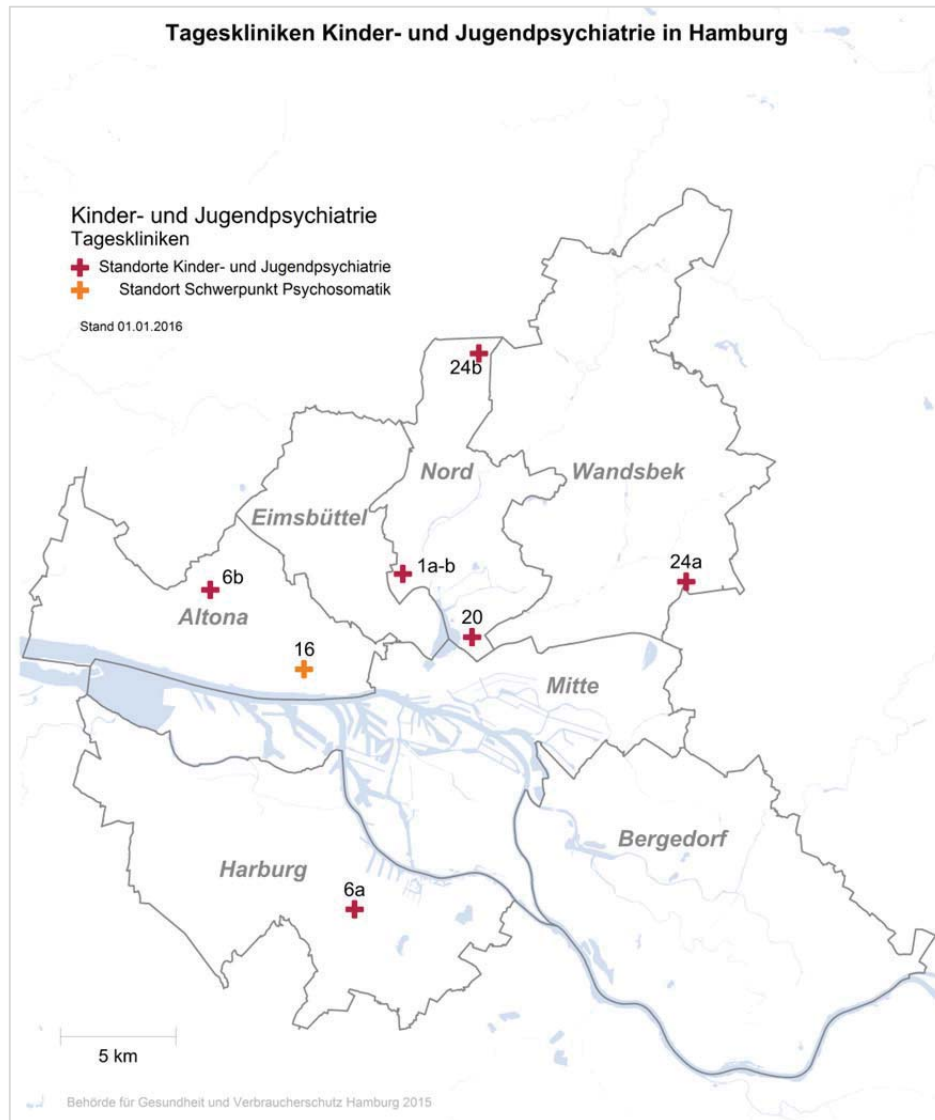 Tageskliniken Kinder- und Jugendpsychiatrie in Hamburg
Kinder- und Jugendpsychiatrie
Tageskliniken
Standorte Kinder- und Jugendpsychiatrie
Standort Schwerpunkt Psychosomatik
Stand 01.01.2016
24b
Nord
Wandsbek
Eimsbüttel
1a-b
24a
6b
Altona
20
16
Mitte
Bergedorf
Harburg
6a
5 km
Behörde für Gesundheit und Verbraucherschutz Hamburg 2015